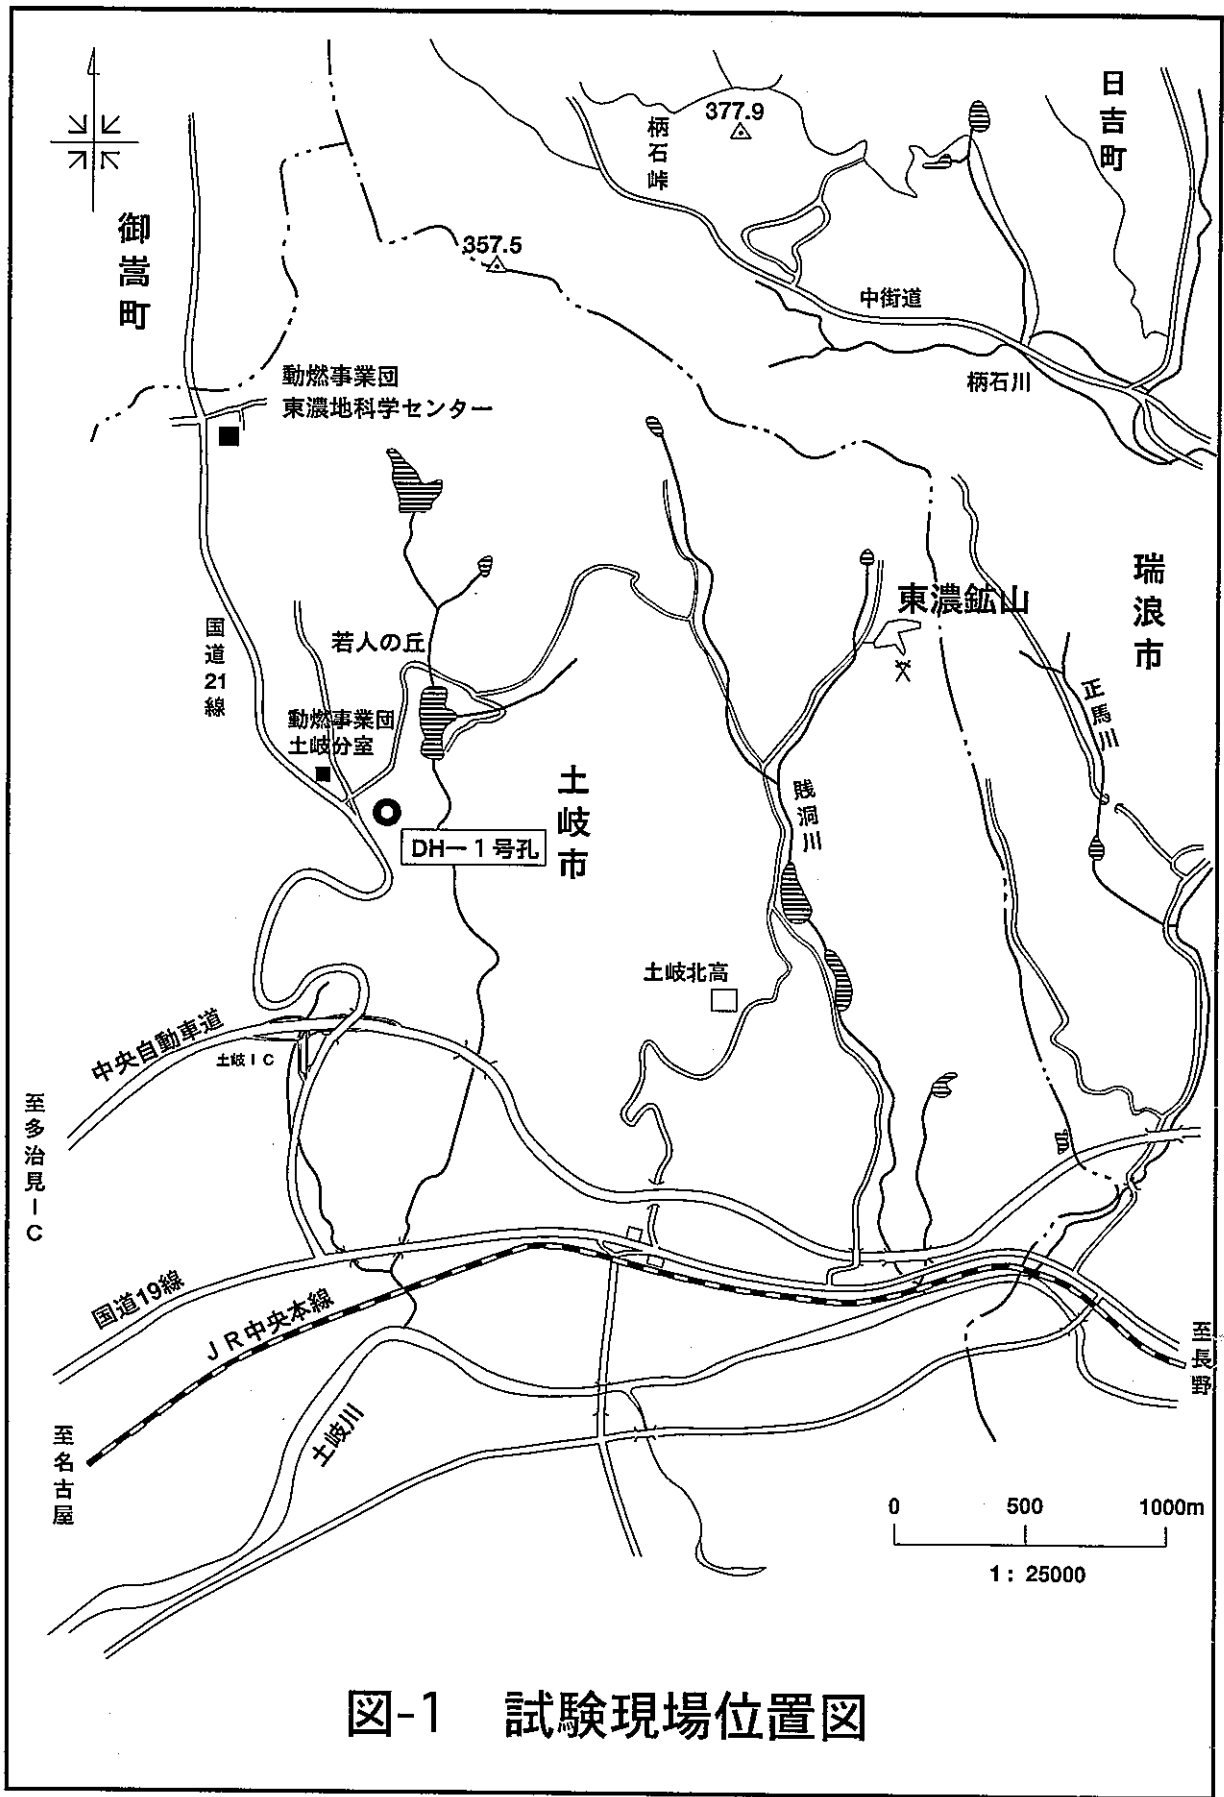 日吉町
377.9
柄石峠
御嵩町
357.5
中街道
柄石川
動燃事業団
東濃地科学センター
瑞浪市
東濃鉱山
国道21線
若人の丘
正馬川
動燃事業団
土岐分室
土岐市
賎洞川
DH－1号孔
土岐北高
中央自動車道
土岐IC
至多治見IC
国道19線
JR中央本線
至長野
土岐川
至名古屋
0 500 1000m
1: 25000
図-1 試験現場位置図